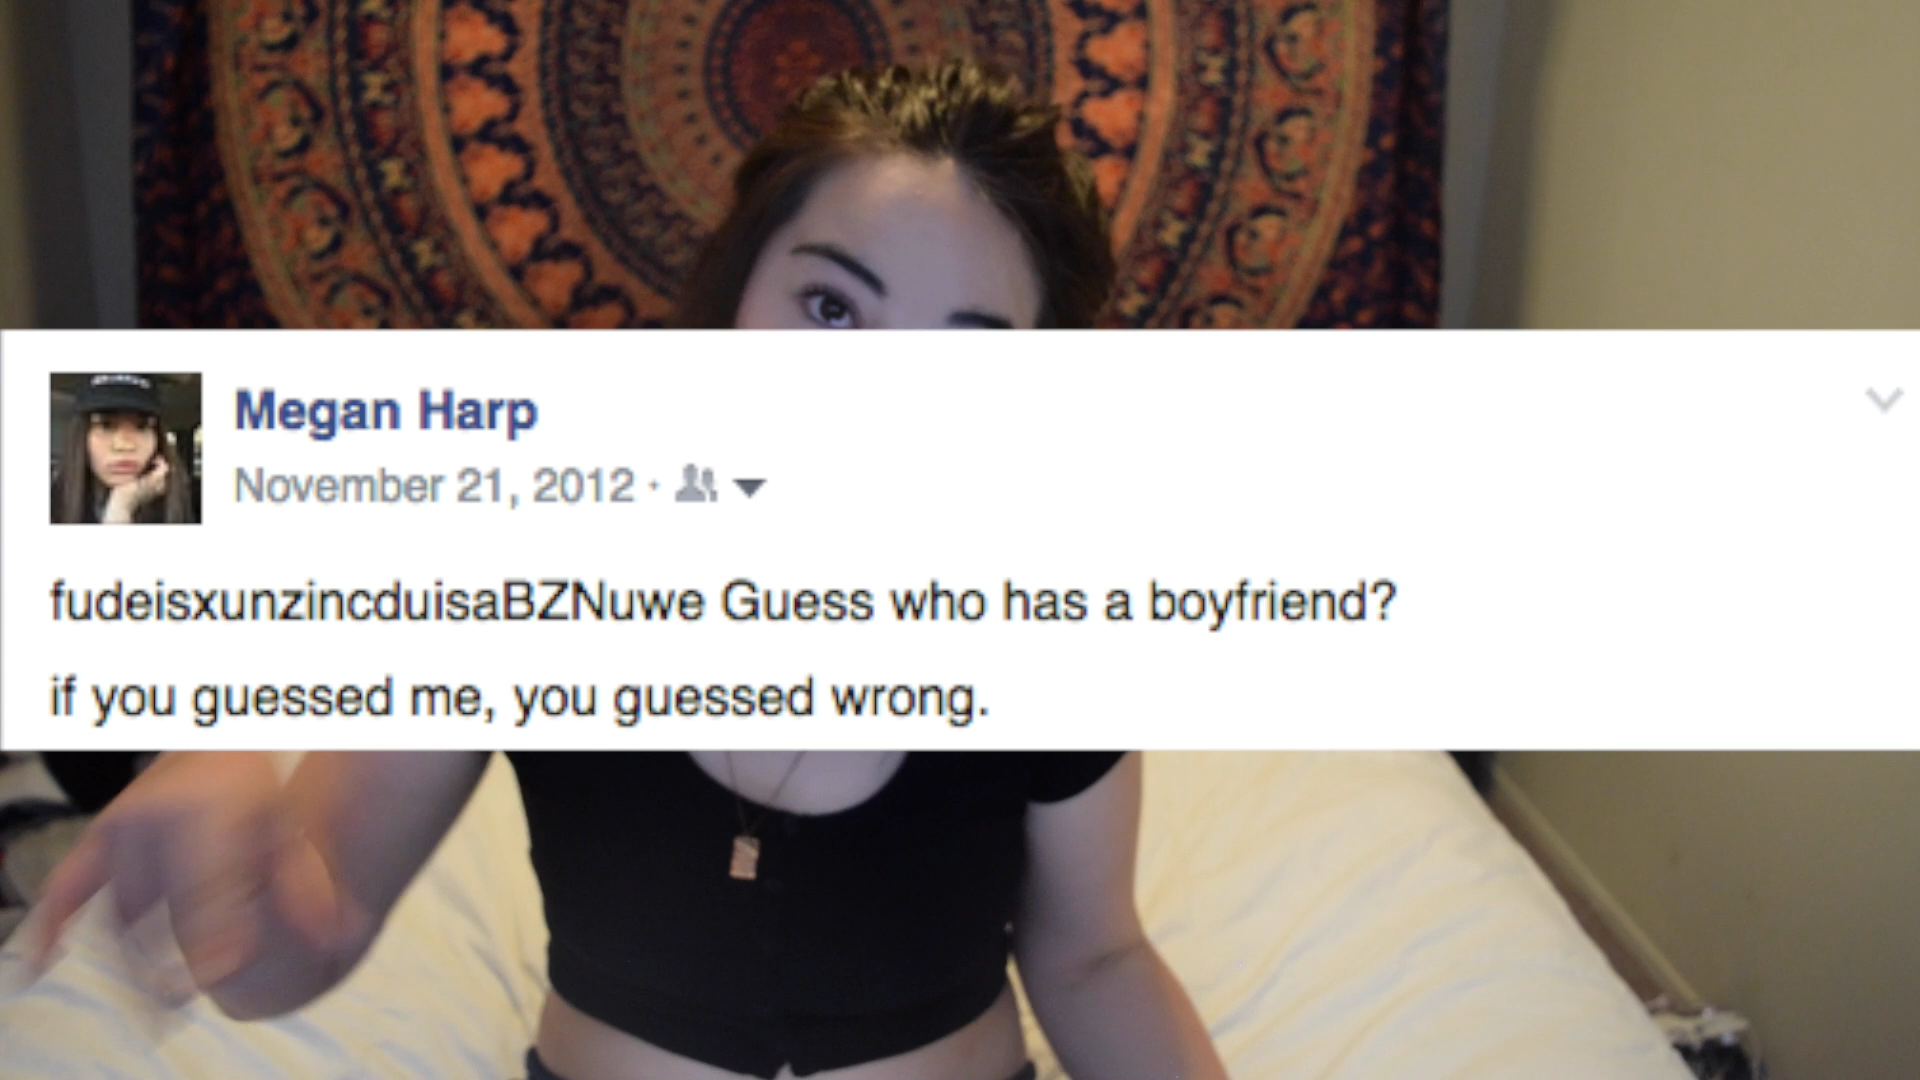 Megan Harp
November 21, 2012 ·
fudeisxunzincduisaBZNuwe Guess who has a boyfriend?
if you guessed me, you guessed wrong.